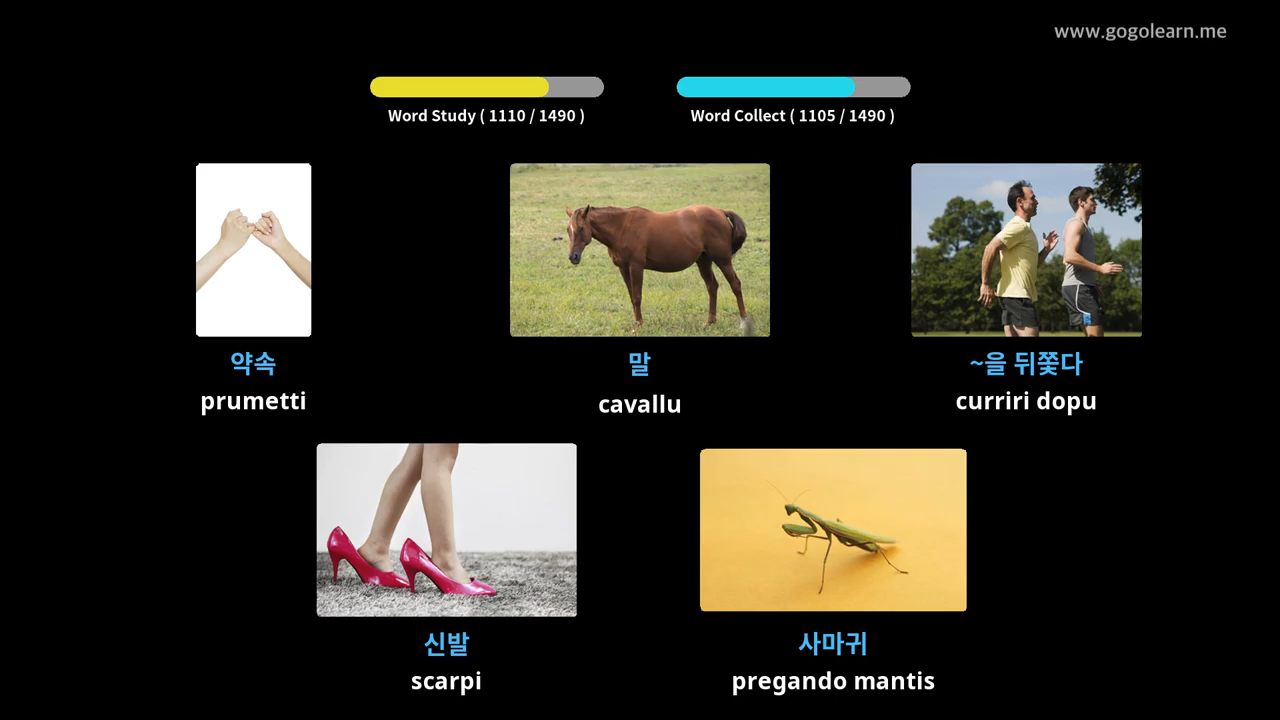 www.gogolearn.me
Word Study ( 1110 / 1490 )
Word Collect ( 1105 / 1490 )
약속
prumetti
말
cavallu
~을 뒤쫓다
curriri dopu
신발
scarpi
사마귀
pregando mantis